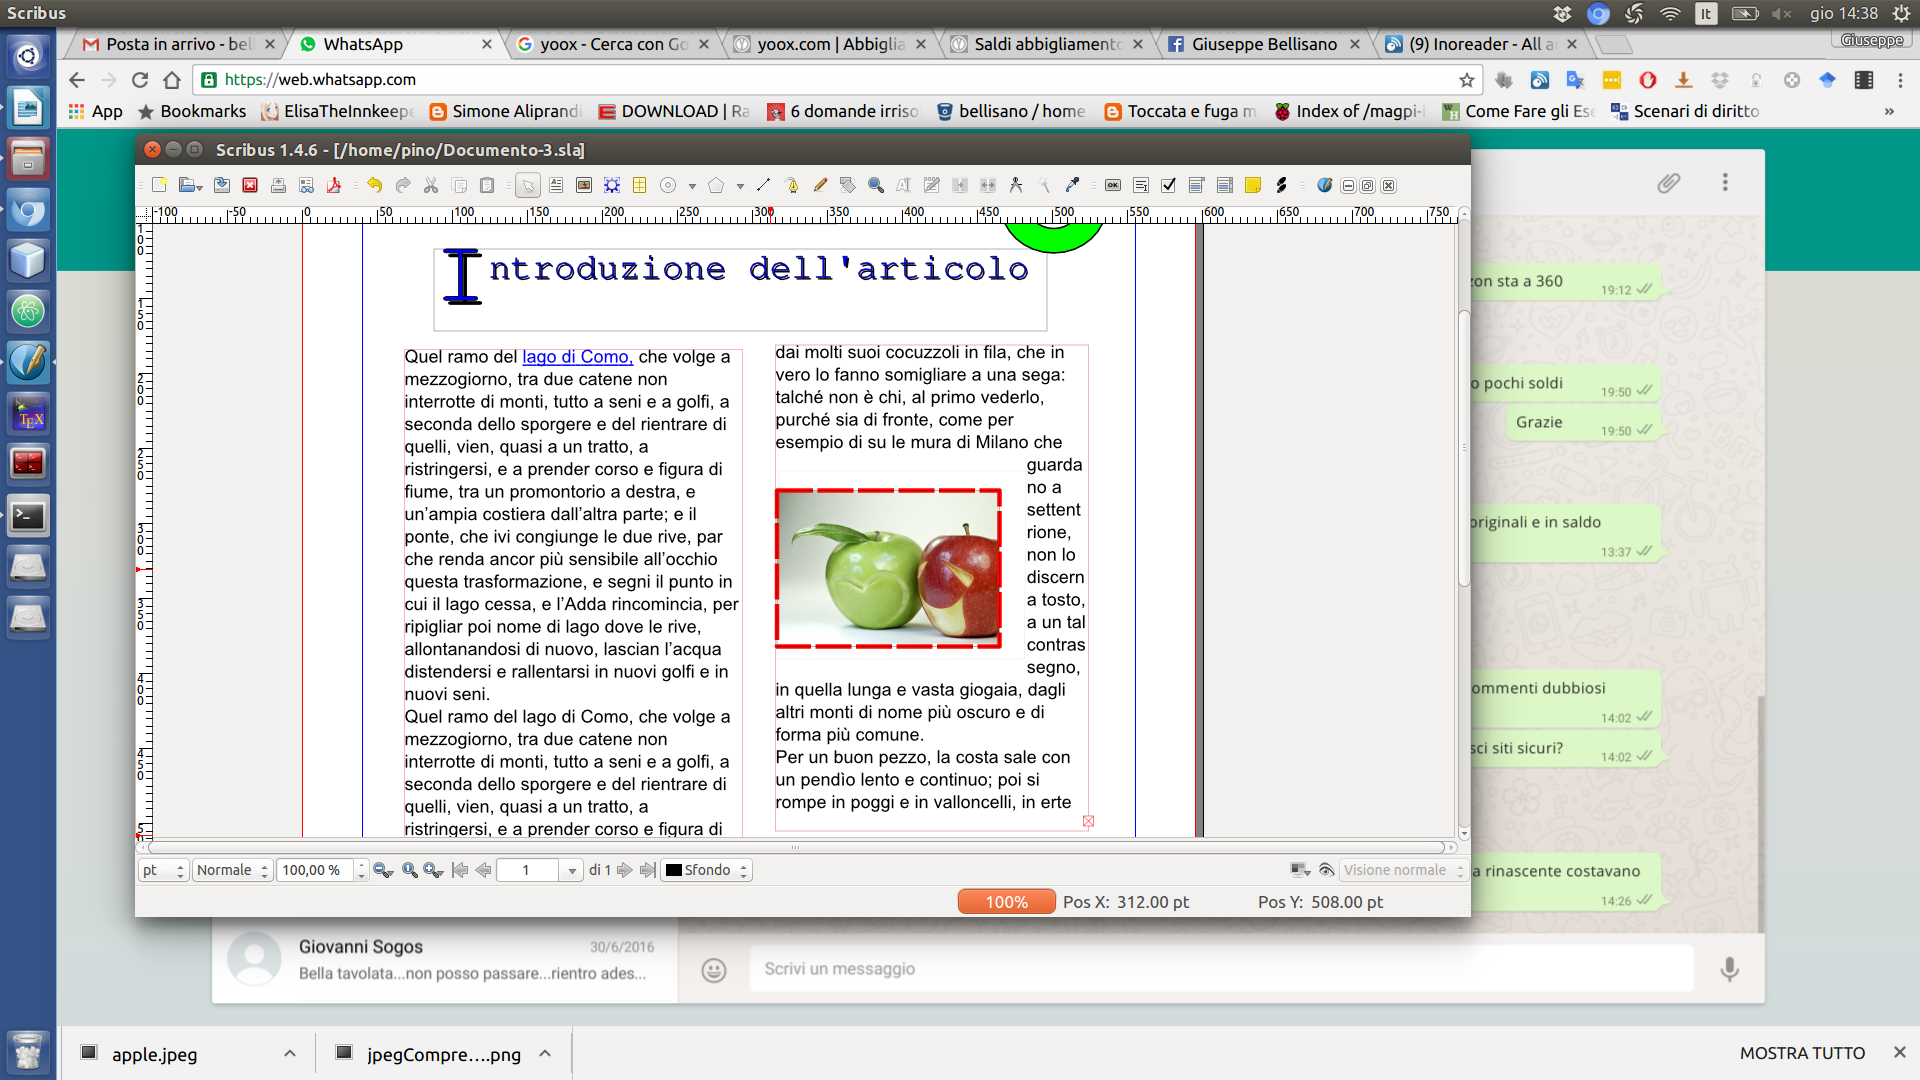 Scribus
It
gio 14:38
Giuseppe
Posta in arrivo - bel
WhatsApp
yoox - Cerca con Go
yoox.com | Abbiglia
Saldi abbigliamento
Giuseppe Bellisano
(9) Inoreader - All a
https://web.whatsapp.com
App
Bookmarks
ElisaTheInnkeepe
Simone Aliprandi
DOWNLOAD | Ra
6 domande irriso
bellisano / home
Toccata e fuga m
Index of /magpi-i
Come Fare gli Ese
Scenari di diritto
»
Scribus 1.4.6 - [/home/pino/Documento-3.sla]
-100 -50 0 50 100 150 200 250 300 350 400 450 500 550 600 650 700 750
Introduzione dell'articolo
Quel ramo del lago di Como, che volge a
mezzogiorno, tra due catene non
interrotte di monti, tutto a seni e a golfi, a
seconda dello sporgere e del rientrare di
quelli, vien, quasi a un tratto, a
ristringersi, e a prender corso e figura di
fiume, tra un promontorio a destra, e
un’ampia costiera dall’altra parte; e il
ponte, che ivi congiunge le due rive, par
che renda ancor più sensibile all’occhio
questa trasformazione, e segni il punto in
cui il lago cessa, e l’Adda rincomincia, per
ripigliar poi nome di lago dove le rive,
allontanandosi di nuovo, lascian l’acqua
distendersi e rallentarsi in nuovi golfi e in
nuovi seni.
Quel ramo del lago di Como, che volge a
mezzogiorno, tra due catene non
interrotte di monti, tutto a seni e a golfi, a
seconda dello sporgere e del rientrare di
quelli, vien, quasi a un tratto, a
ristringersi, e a prender corso e figura di
dai molti suoi cocuzzoli in fila, che in
vero lo fanno somigliare a una sega:
talché non è chi, al primo vederlo,
purché sia di fronte, come per
esempio di su le mura di Milano che
guarda
no a
settent
rione,
non lo
discern
a tosto,
a un tal
contras
segno,
in quella lunga e vasta giogaia, dagli
altri monti di nome più oscuro e di
forma più comune.
Per un buon pezzo, la costa sale con
un pendìo lento e continuo; poi si
rompe in poggi e in valloncelli, in erte
pt
Normale
100,00 %
1
di 1
Sfondo
Visione normale
100%
Pos X: 312.00 pt
Pos Y: 508.00 pt
zon sta a 360
19:12
o pochi soldi
19:50
Grazie
19:50
originali e in saldo
13:37
ommenti dubbiosi
14:02
sci siti sicuri?
14:02
a rinascente costavano
14:26
Giovanni Sogos
30/6/2016
Bella tavolata...non posso passare...rientro ades...
Scrivi un messaggio
apple.jpeg
jpegCompre....png
MOSTRA TUTTO